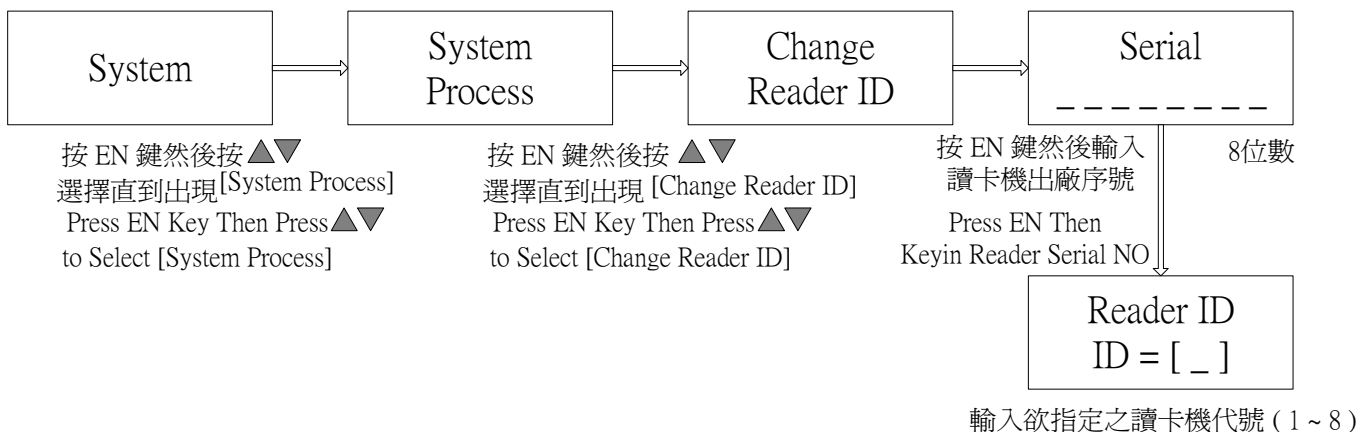 System
System
Process
Change
Reader ID
Serial
_ _ _ _ _ _ _ _
按 EN 鍵然後按 ▲▼
選擇直到出現 [System Process]
Press EN Key Then Press ▲▼
to Select [System Process]
按 EN 鍵然後按 ▲▼
選擇直到出現 [Change Reader ID]
Press EN Key Then Press ▲▼
to Select [Change Reader ID]
按 EN 鍵然後輸入
讀卡機出廠序號
Press EN Then
Keyin Reader Serial NO
8位數
Reader ID
ID = [ _ ]
輸入欲指定之讀卡機代號 ( 1 ~ 8 )